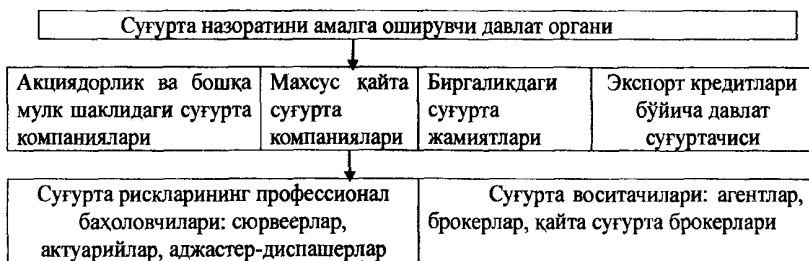 Суғурта назоратини амалга оширувчи давлат органи
Акциядорлик ва бошқа
мулк шаклидаги суғурта
компаниялари
Махсус қайта
суғурта
компаниялари
Биргаликдаги
суғурта
жамиятлари
Экспорт кредитлари
бўйича давлат
суғуртачиси
Суғурта рискларининг профессионал
баҳоловчилари: сюрвеерлар,
актуарийлар, аджастер-диспашерлар
Суғурта воситачилари: агентлар,
брокерлар, қайта суғурта брокерлари